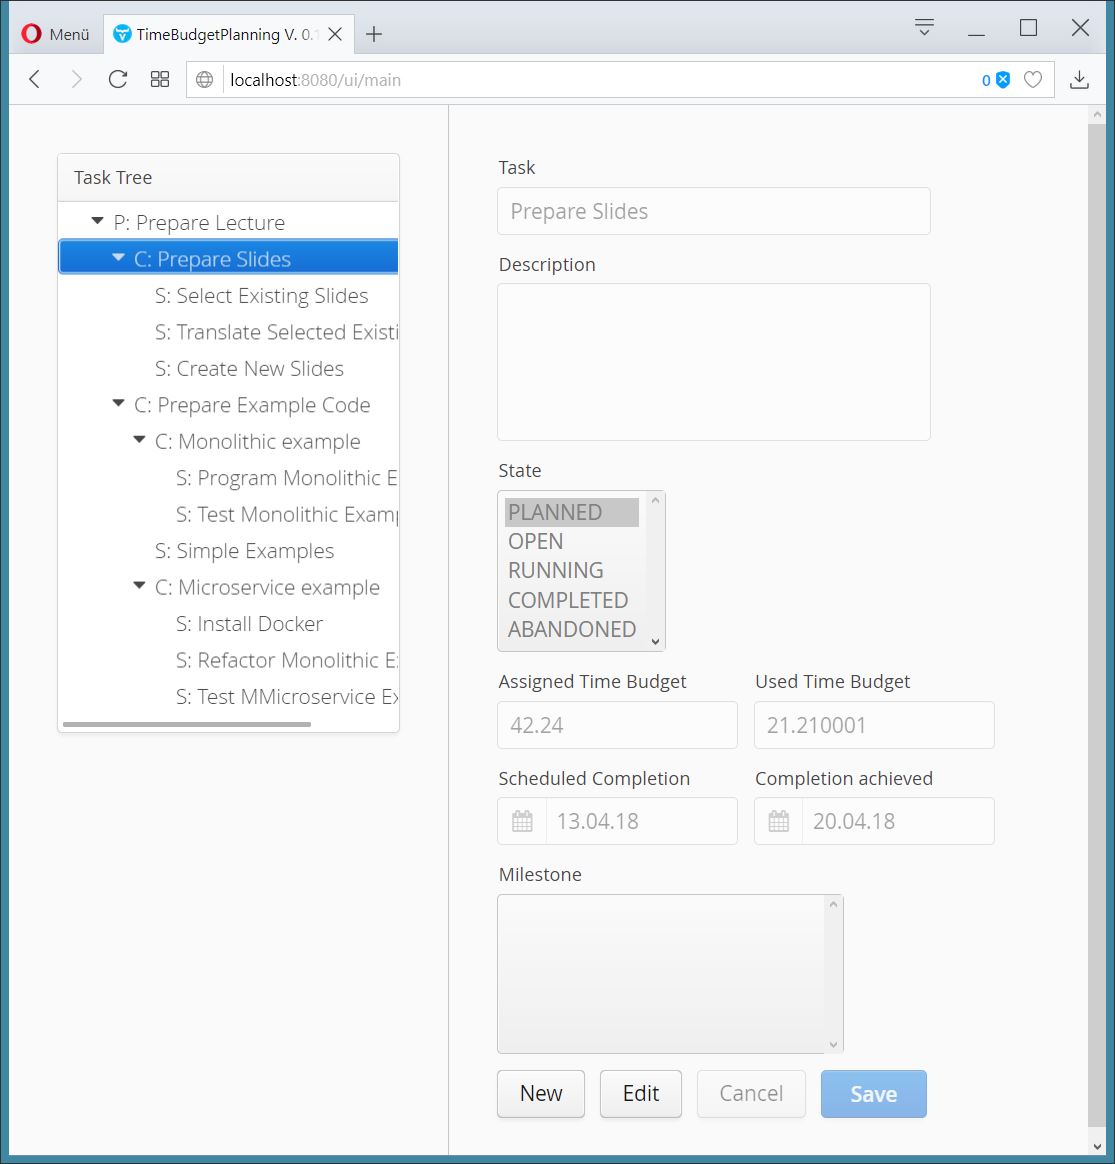 Menü
TimeBudgetPlanning V. 0.1
localhost:8080/ui/main
0
Task Tree
P: Prepare Lecture
C: Prepare Slides
S: Select Existing Slides
S: Translate Selected Existi
S: Create New Slides
C: Prepare Example Code
C: Monolithic example
S: Program Monolithic E
S: Test Monolithic Examp
S: Simple Examples
C: Microservice example
S: Install Docker
S: Refactor Monolithic E
S: Test MMicroservice Ex
Task
Prepare Slides
Description
State
PLANNED
OPEN
RUNNING
COMPLETED
ABANDONED
Assigned Time Budget
Used Time Budget
42.24
21.210001
Scheduled Completion
Completion achieved
13.04.18
20.04.18
Milestone
New
Edit
Cancel
Save